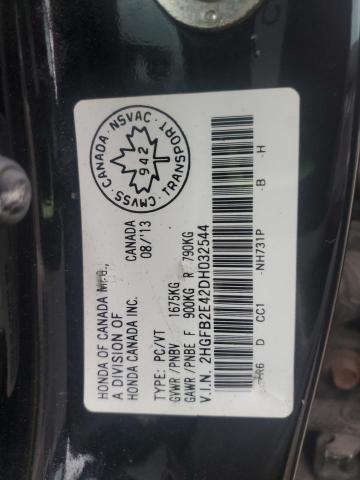 HONDA OF CANADA MFG.,
A DIVISION OF
HONDA CANADA INC.
CANADA
08/'13
TYPE: PC/VT
GVWR/PNBV 1675KG
GAWR/PNBE F 900KG R 790KG
V.I.N. 2HGFB2E42DH032544
D CC1 -NH731P -B -H
CMVSS·CANADA·NSVAC·TRANSPORT·
942